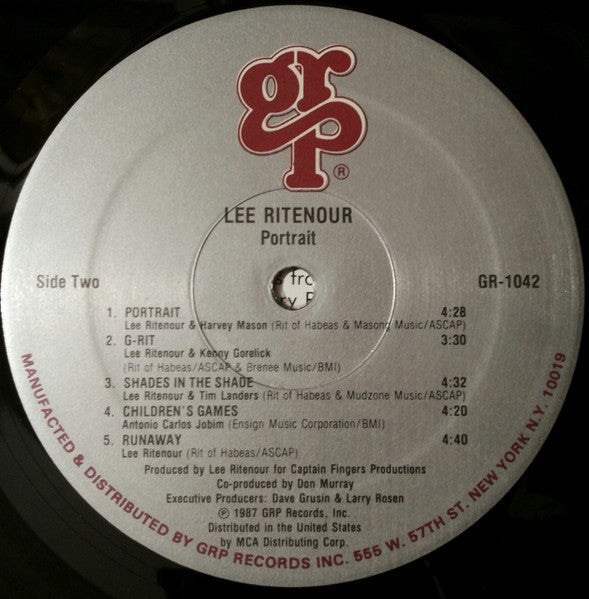 grp®
LEE RITENOUR
Portrait
Side Two
GR-1042
1. PORTRAIT 4:28
Lee Ritenour & Harvey Mason (Rit of Habeas & Masong Music/ASCAP)
2. G-RIT 3:30
Lee Ritenour & Kenny Gorelick
(Rit of Habeas/ASCAP & Brenee Music/BMI)
3. SHADES IN THE SHADE 4:32
Lee Ritenour & Tim Landers (Rit of Habeas & Mudzone Music/ASCAP)
4. CHILDREN'S GAMES 4:20
Antonio Carlos Jobim (Ensign Music Corporation/BMI)
5. RUNAWAY 4:40
Lee Ritenour (Rit of Habeas/ASCAP)
Produced by Lee Ritenour for Captain Fingers Productions
Co-produced by Don Murray
Executive Producers: Dave Grusin & Larry Rosen
℗ 1987 GRP Records, Inc.
Distributed in the United States
by MCA Distributing Corp.
MANUFACTED & DISTRIBUTED BY GRP RECORDS INC. 555 W. 57TH ST. NEW YORK N.Y. 10019